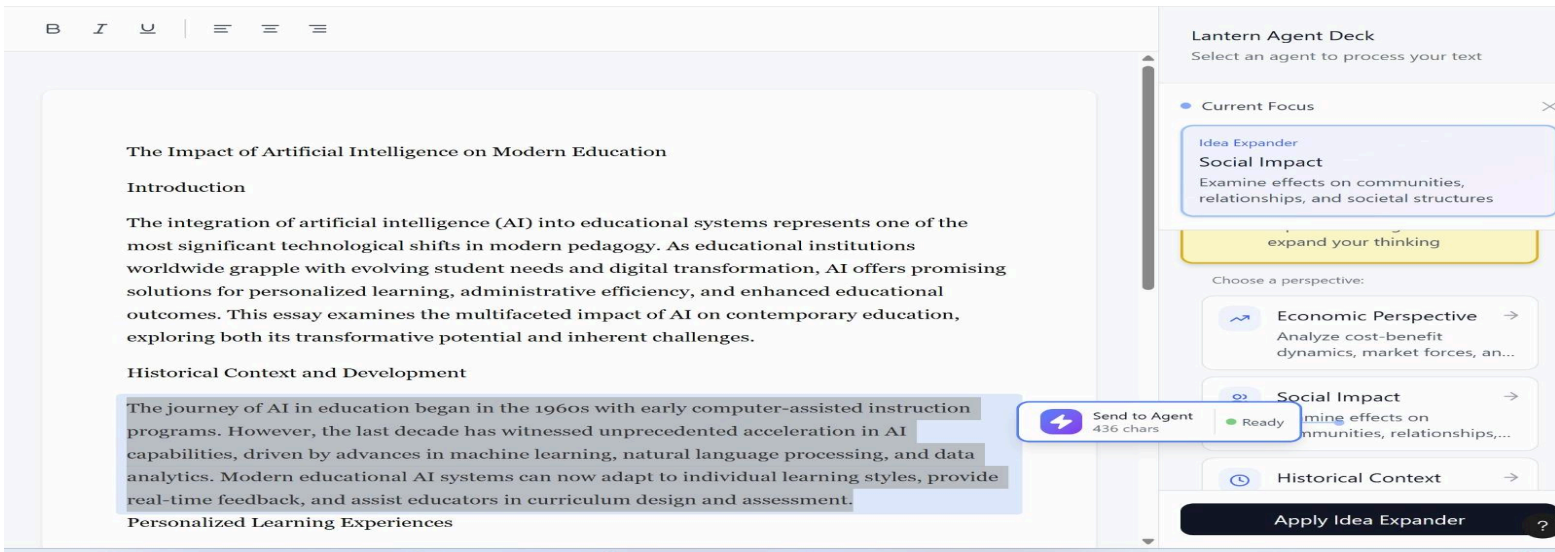 B I U
The Impact of Artificial Intelligence on Modern Education
Introduction
The integration of artificial intelligence (AI) into educational systems represents one of the
most significant technological shifts in modern pedagogy. As educational institutions
worldwide grapple with evolving student needs and digital transformation, AI offers promising
solutions for personalized learning, administrative efficiency, and enhanced educational
outcomes. This essay examines the multifaceted impact of AI on contemporary education,
exploring both its transformative potential and inherent challenges.
Historical Context and Development
The journey of AI in education began in the 1960s with early computer-assisted instruction
programs. However, the past decade has witnessed unprecedented acceleration in AI
capabilities, driven by advances in machine learning, natural language processing, and data
analytics. Modern educational AI systems can now adapt to individual learning styles, provide
real-time feedback, and assist educators in curriculum design and assessment.
Personalized Learning Experiences
Send to Agent
436 chars
Ready
Lantern Agent Deck
Select an agent to process your text
Current Focus
Idea Expander
Social Impact
Examine effects on communities,
relationships, and societal structures
expand your thinking
Choose a perspective:
Economic Perspective
Analyze cost-benefit
dynamics, market forces, an...
Social Impact
effects on
relationships,...
Historical Context
Apply Idea Expander
?